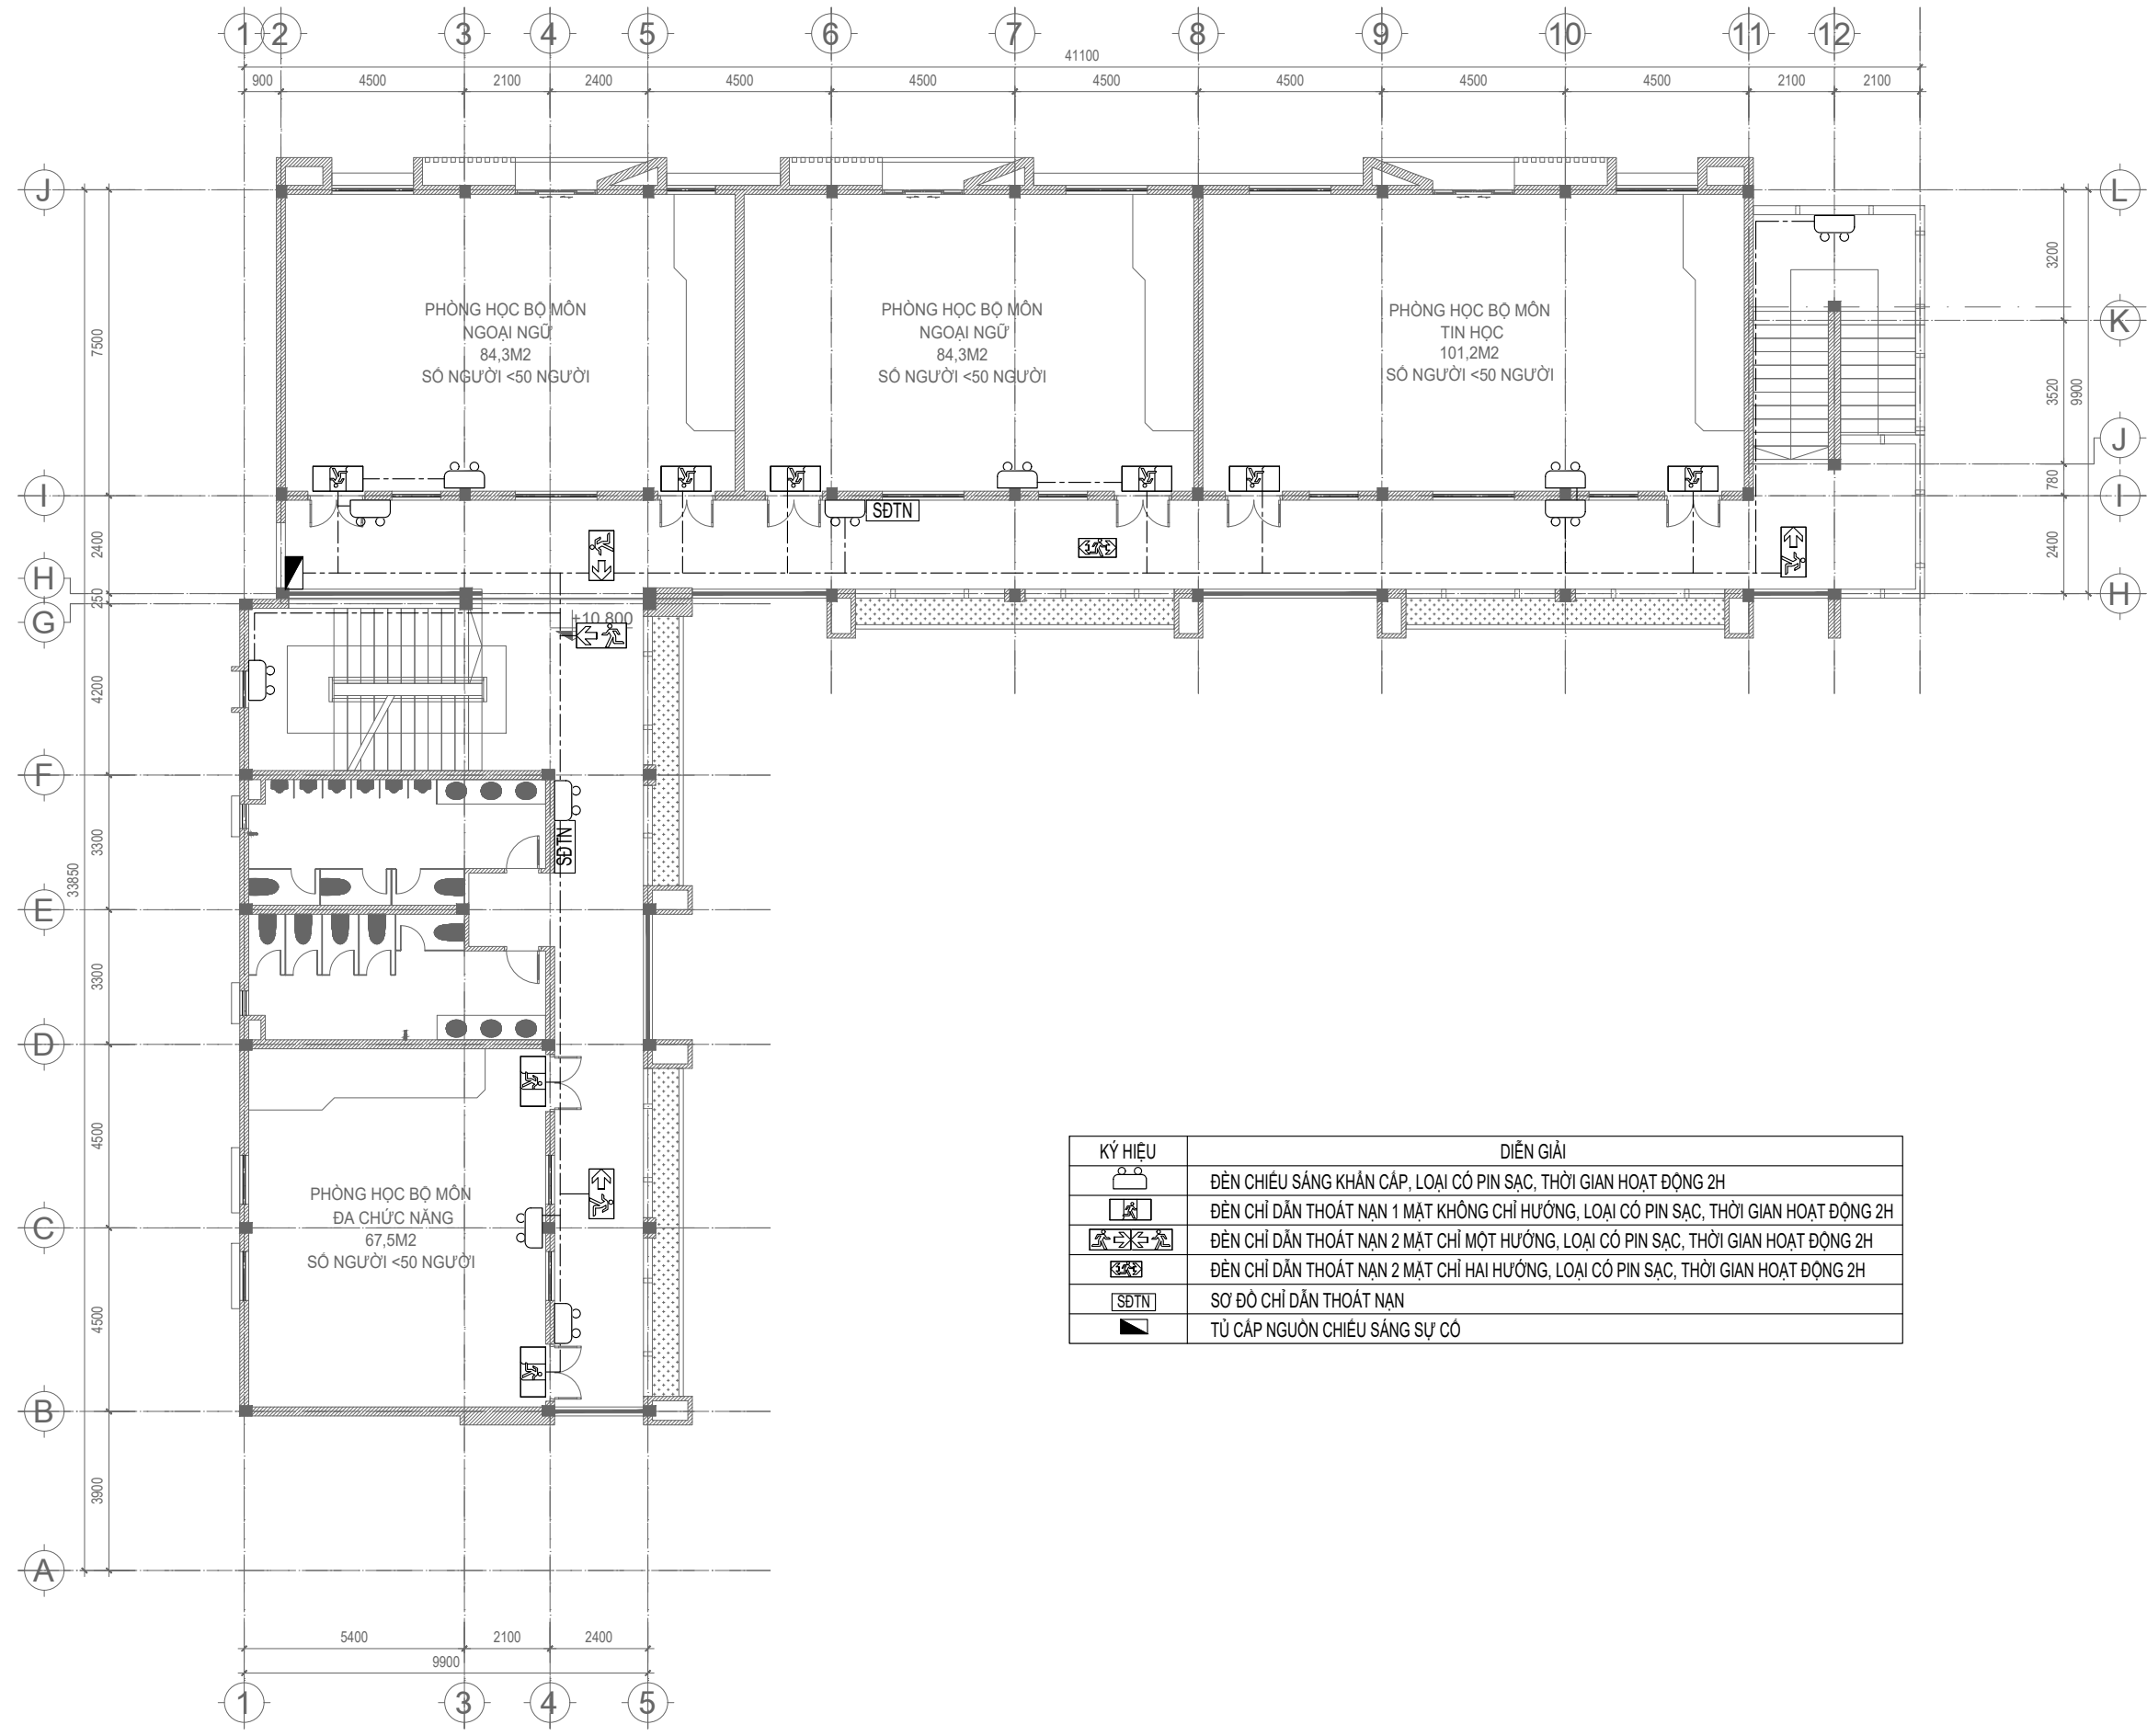 1 2 3 4 5 6 7 8 9 10 11 12
41100
900 4500 2100 2400 4500 4500 4500 4500 4500 4500 2100 2100
J
L
3200
7500
PHÒNG HỌC BỘ MÔN
NGOẠI NGỮ
84,3M2
SỐ NGƯỜI <50 NGƯỜI
PHÒNG HỌC BỘ MÔN
NGOẠI NGỮ
84,3M2
SỐ NGƯỜI <50 NGƯỜI
PHÒNG HỌC BỘ MÔN
TIN HỌC
101,2M2
SỐ NGƯỜI <50 NGƯỜI
K
3520
9900
J
780
I
I
SĐTN
2400
2400
H
H
250
G
+10.800
4200
F
SĐTN
3300
33850
E
3300
D
4500
PHÒNG HỌC BỘ MÔN
ĐA CHỨC NĂNG
67,5M2
SỐ NGƯỜI <50 NGƯỜI
C
4500
B
3900
A
KÝ HIỆU DIỄN GIẢI
ĐÈN CHIẾU SÁNG KHẨN CẤP, LOẠI CÓ PIN SẠC, THỜI GIAN HOẠT ĐỘNG 2H
ĐÈN CHỈ DẪN THOÁT NẠN 1 MẶT KHÔNG CHỈ HƯỚNG, LOẠI CÓ PIN SẠC, THỜI GIAN HOẠT ĐỘNG 2H
ĐÈN CHỈ DẪN THOÁT NẠN 2 MẶT CHỈ MỘT HƯỚNG, LOẠI CÓ PIN SẠC, THỜI GIAN HOẠT ĐỘNG 2H
ĐÈN CHỈ DẪN THOÁT NẠN 2 MẶT CHỈ HAI HƯỚNG, LOẠI CÓ PIN SẠC, THỜI GIAN HOẠT ĐỘNG 2H
SĐTN SƠ ĐỒ CHỈ DẪN THOÁT NẠN
TỦ CẤP NGUỒN CHIẾU SÁNG SỰ CỐ
5400 2100 2400
9900
1 3 4 5